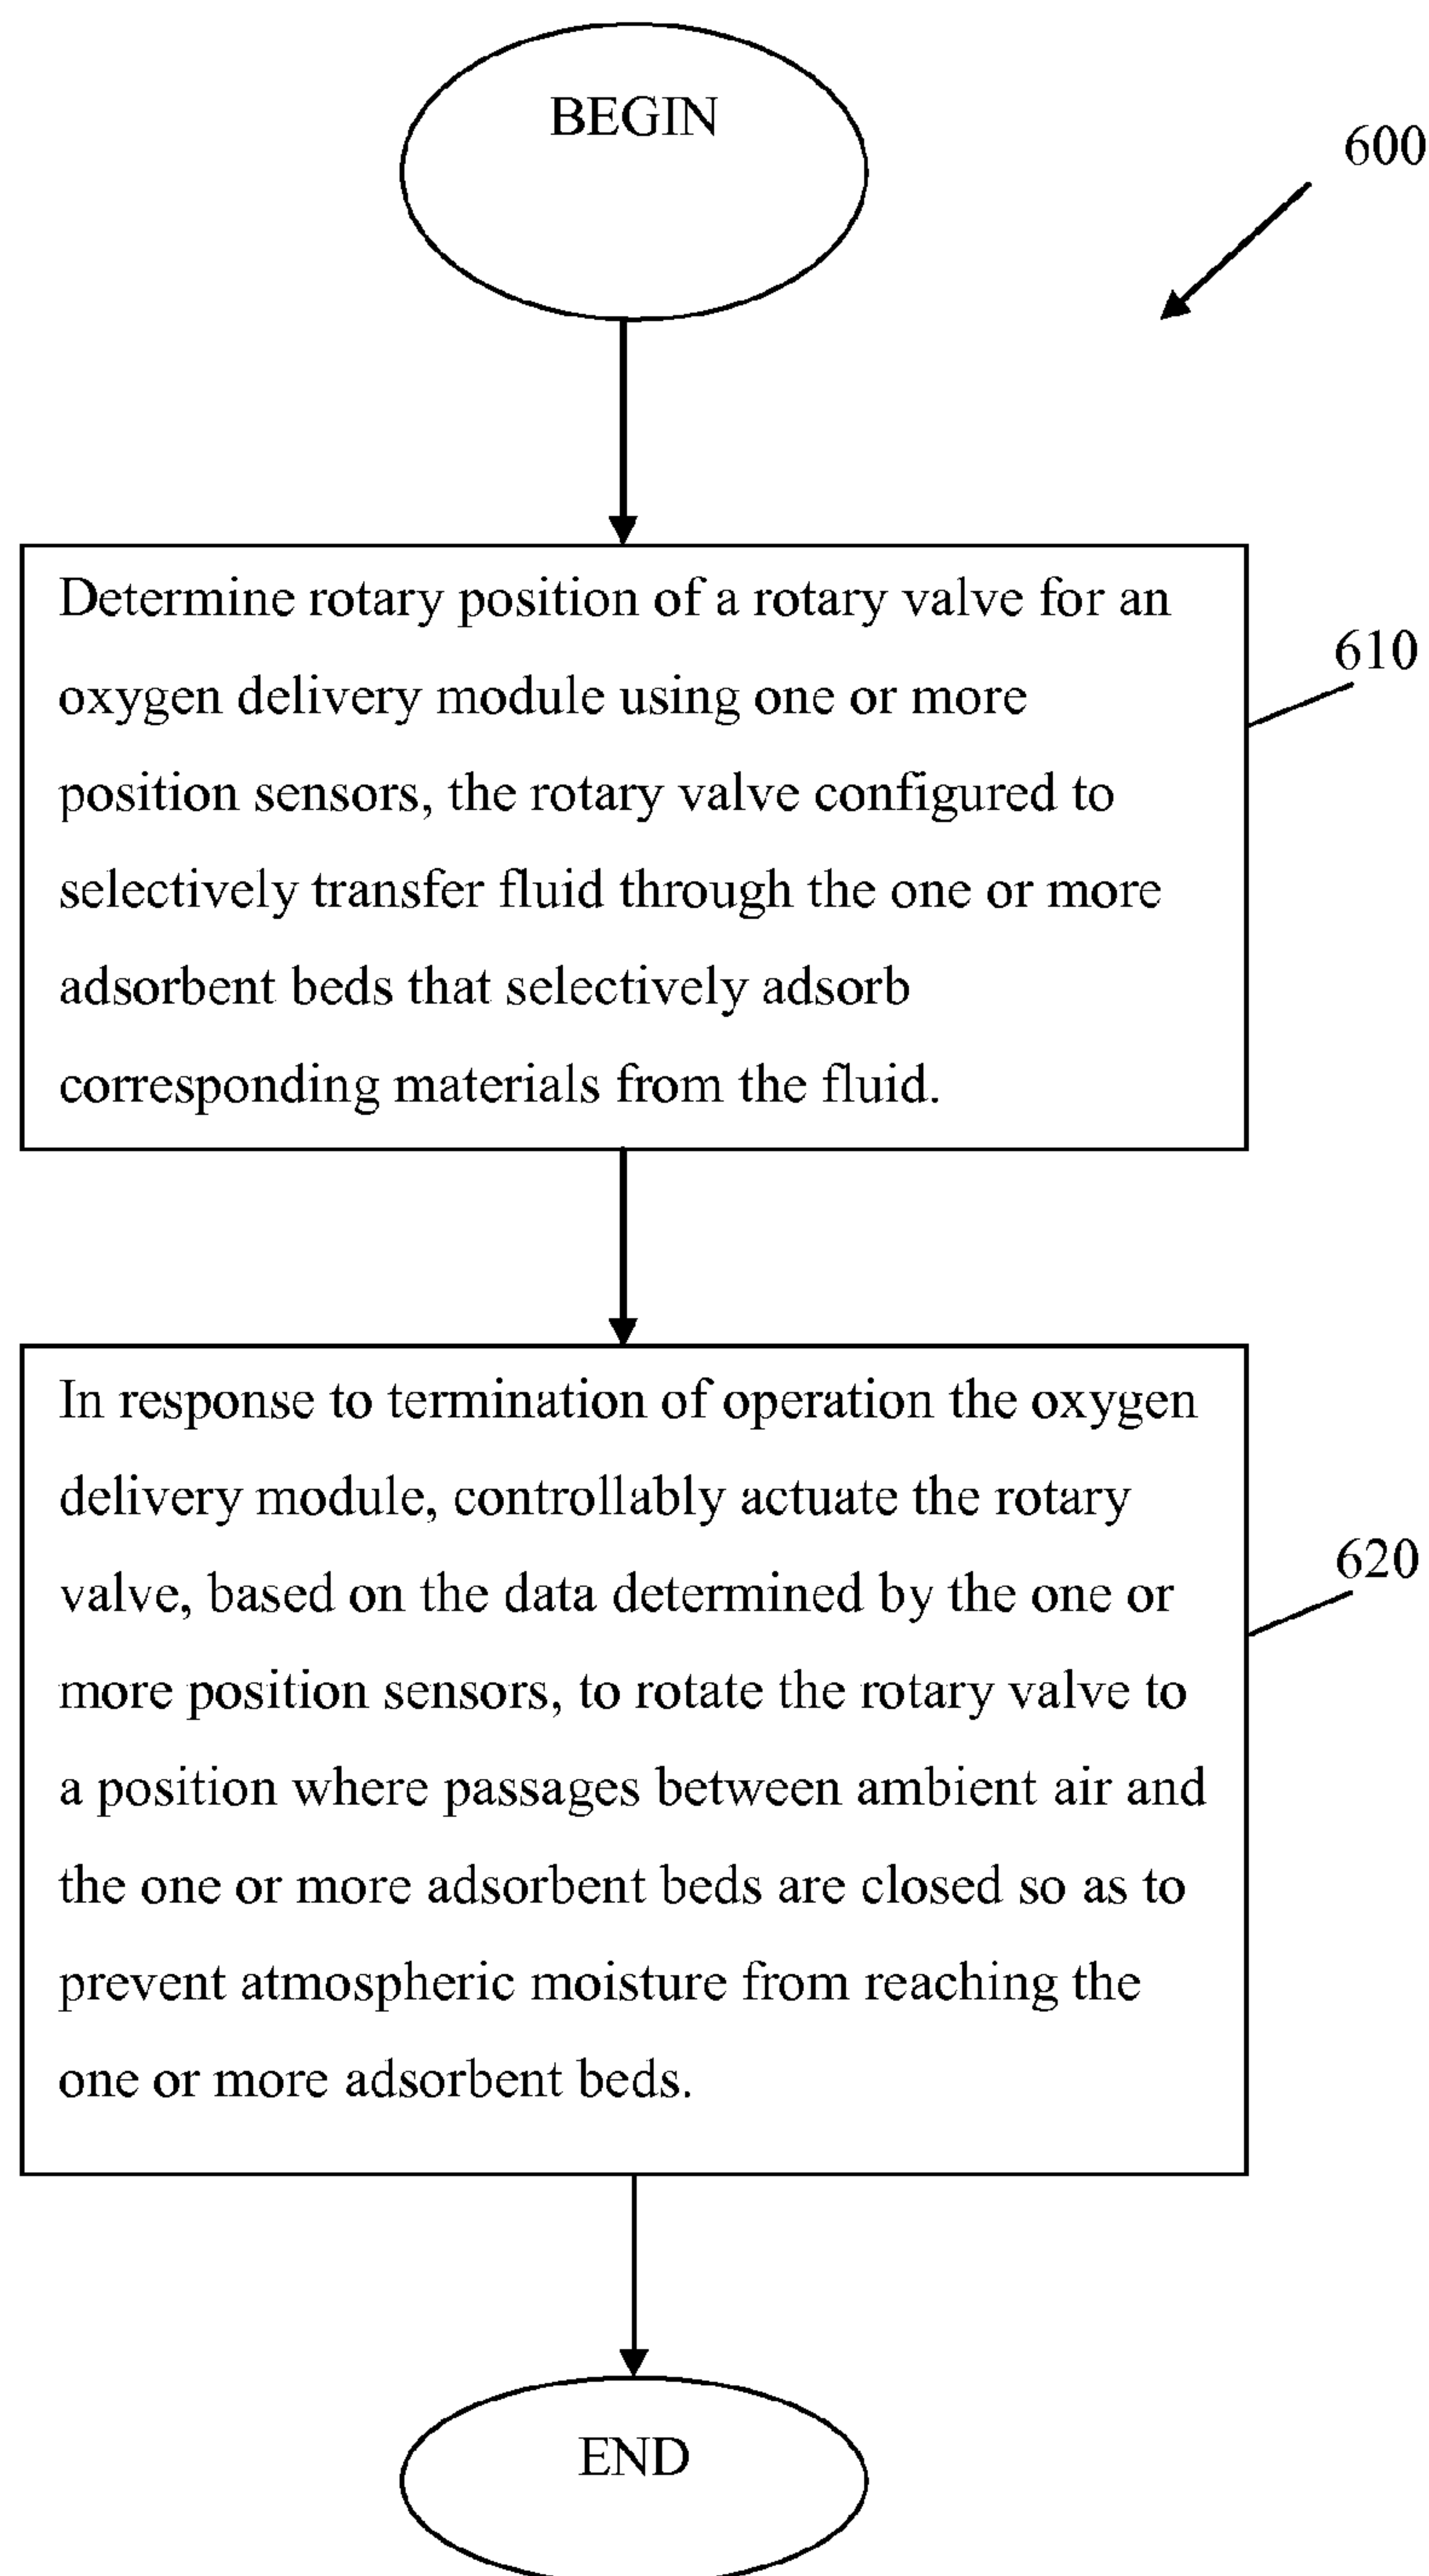 BEGIN
600
Determine rotary position of a rotary valve for an
oxygen delivery module using one or more
position sensors, the rotary valve configured to
selectively transfer fluid through the one or more
adsorbent beds that selectively adsorb
corresponding materials from the fluid.
610
In response to termination of operation the oxygen
delivery module, controllably actuate the rotary
valve, based on the data determined by the one or
more position sensors, to rotate the rotary valve to
a position where passages between ambient air and
the one or more adsorbent beds are closed so as to
prevent atmospheric moisture from reaching the
one or more adsorbent beds.
620
END